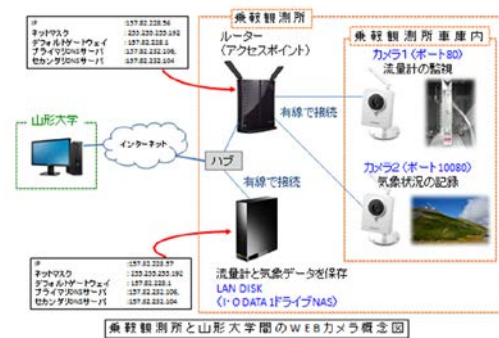 乗鞍観測所
IP :157.82.228.56
ネットマスク :255.255.255.192
デフォルトゲートウェイ :157.82.228.1
プライマリDNSサーバ :157.82.232.106,
セカンダリDNSサーバ :157.82.232.104
ルーター
(アクセスポイント)
乗鞍観測所車庫内
カメラ1 (ポート80)
流量計の監視
有線で接続
山形大学
インターネット
ハブ
カメラ2 (ポート10080)
気象状況の記録
有線で接続
IP :157.82.228.57
ネットマスク :255.255.255.192
デフォルトゲートウェイ :157.82.228.1
プライマリDNSサーバ :157.82.232.106,
セカンダリDNSサーバ :157.82.232.104
流量計と気象データを保存
LAN DISK
(I・O DATA 1ドライブNAS)
乗鞍観測所と山形大学間のWEBカメラ概念図